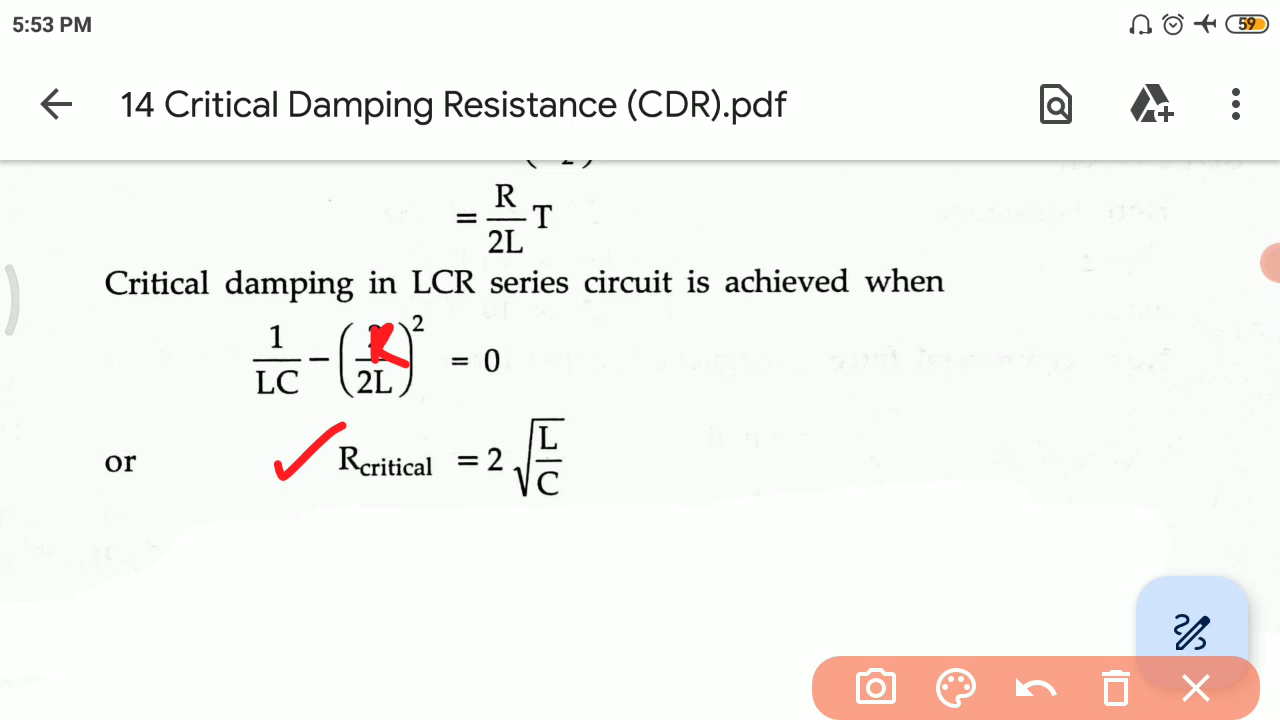 5:53 PM
59
14 Critical Damping Resistance (CDR).pdf
= R/2L T
Critical damping in LCR series circuit is achieved when
1/LC − (R/2L)² = 0
or R_critical = 2 √(L/C)